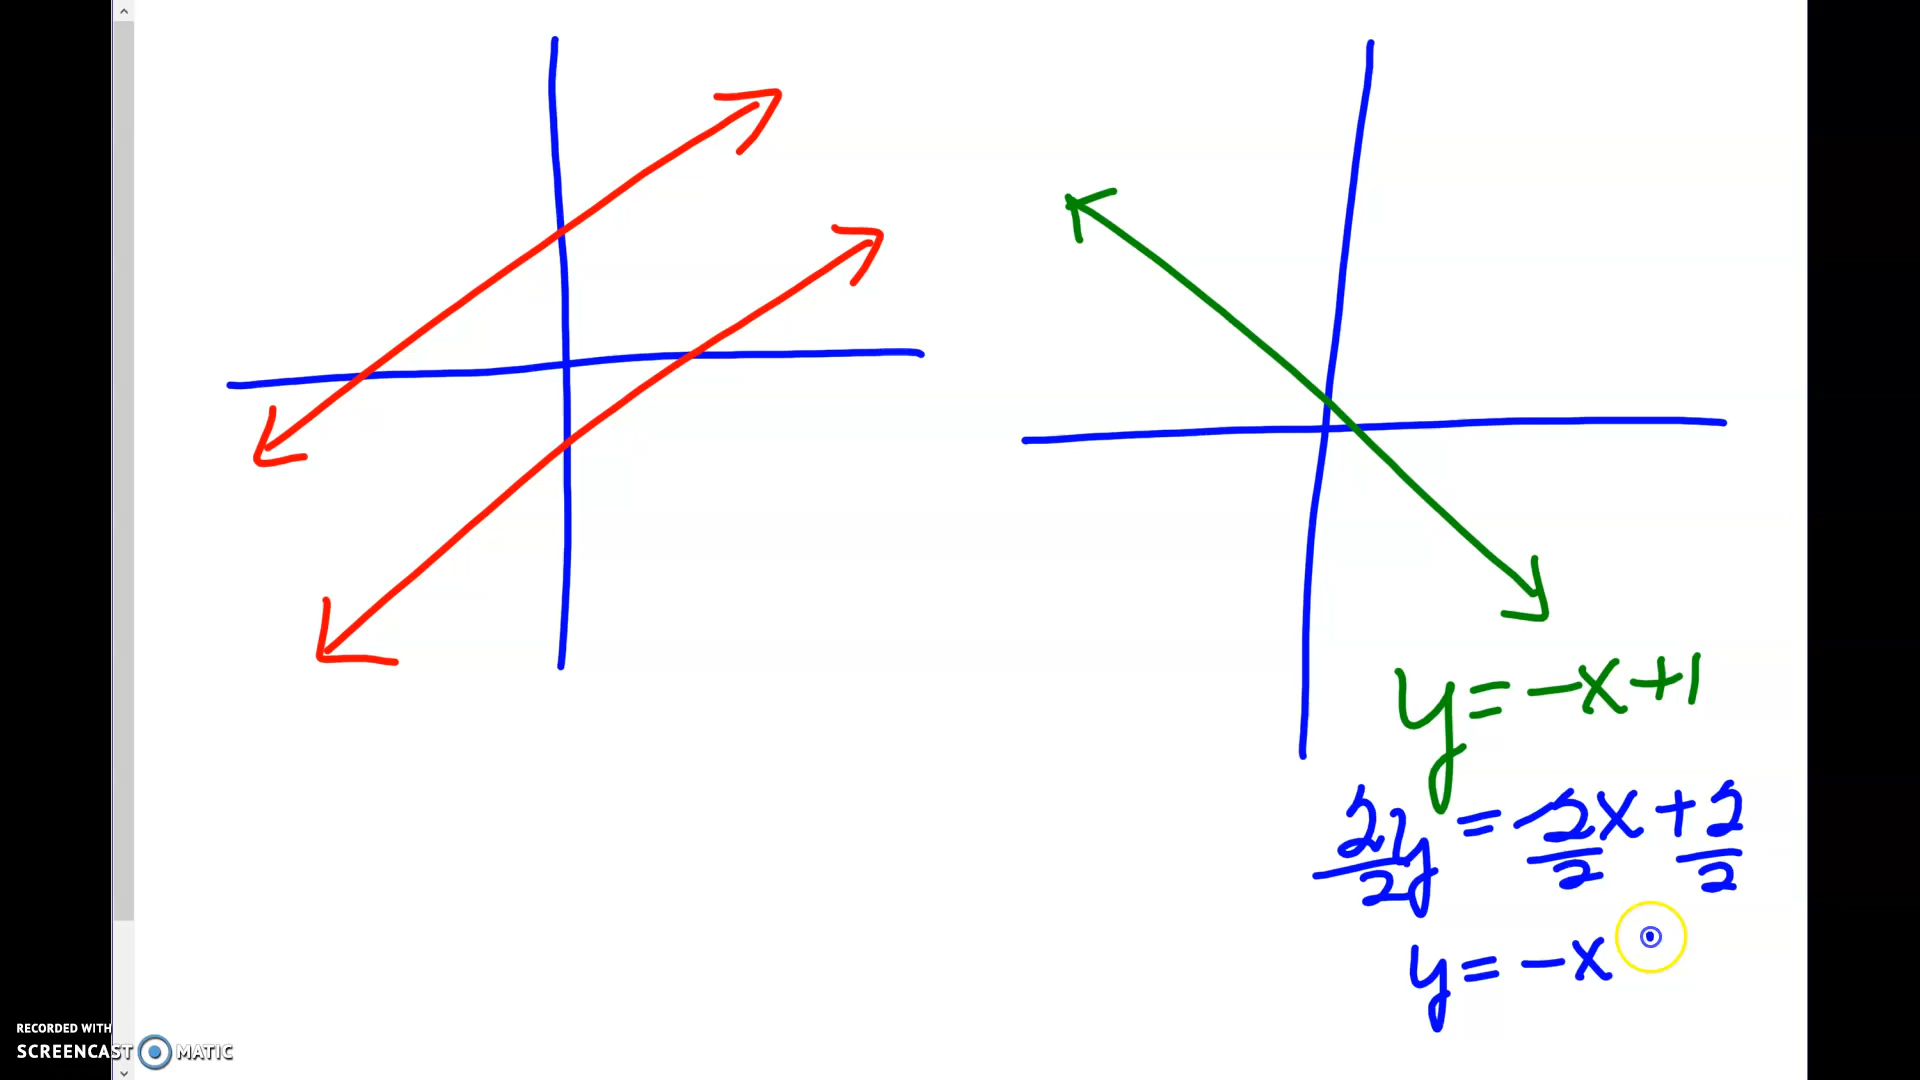 y = -x + 1
2y = -2x + 2
2 2 2
y = -x
RECORDED WITH
SCREENCAST MATIC